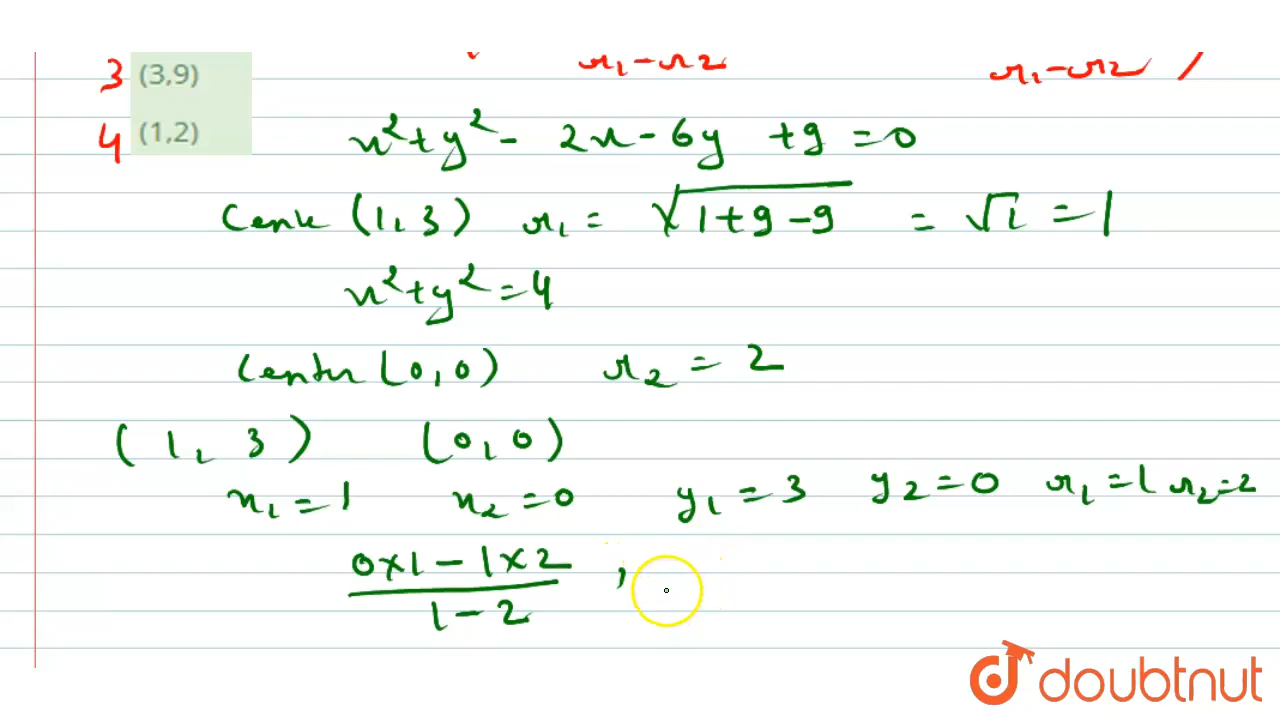 r₁-r₂ r₁-r₂
3 (3,9)
4 (1,2)
x²+y²- 2x-6y +9 =0
Centre (1,3) r₁ = √1+9-9 = √1 =1
x²+y²=4
Center (0,0) r₂ = 2
(1, 3) (0,0)
x₁=1 x₂=0 y₁=3 y₂=0 r₁=1 r₂=2
0×1-1×2 ,
1-2
doubtnut